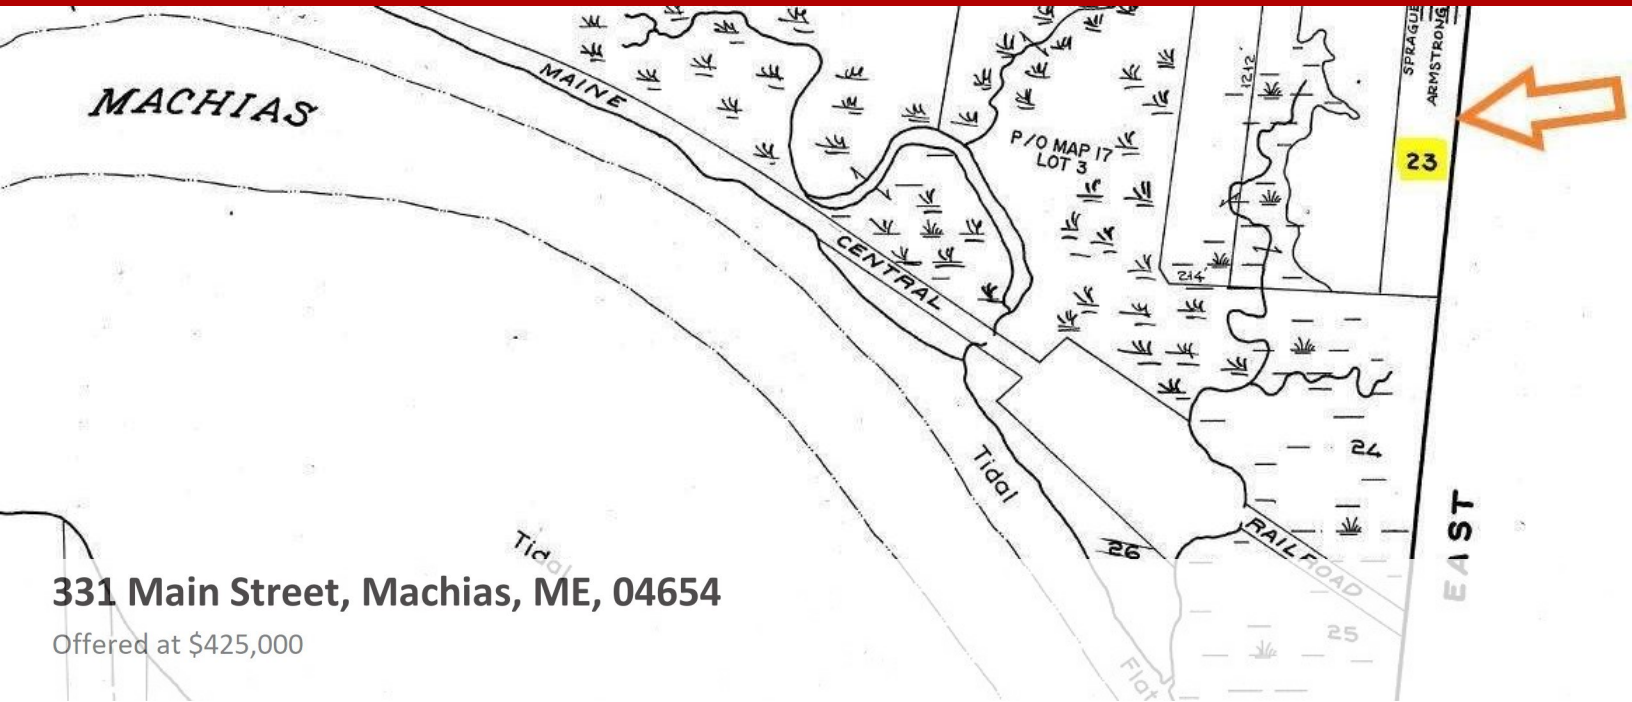 SPRAGUE
ARMSTRONG
MACHIAS
MAINE
1212'
P/O MAP 17
LOT 3
23
CENTRAL
214'
24
Tidal
EAST
Tidal
26
RAILROAD
331 Main Street, Machias, ME, 04654
Offered at $425,000
25
Flat